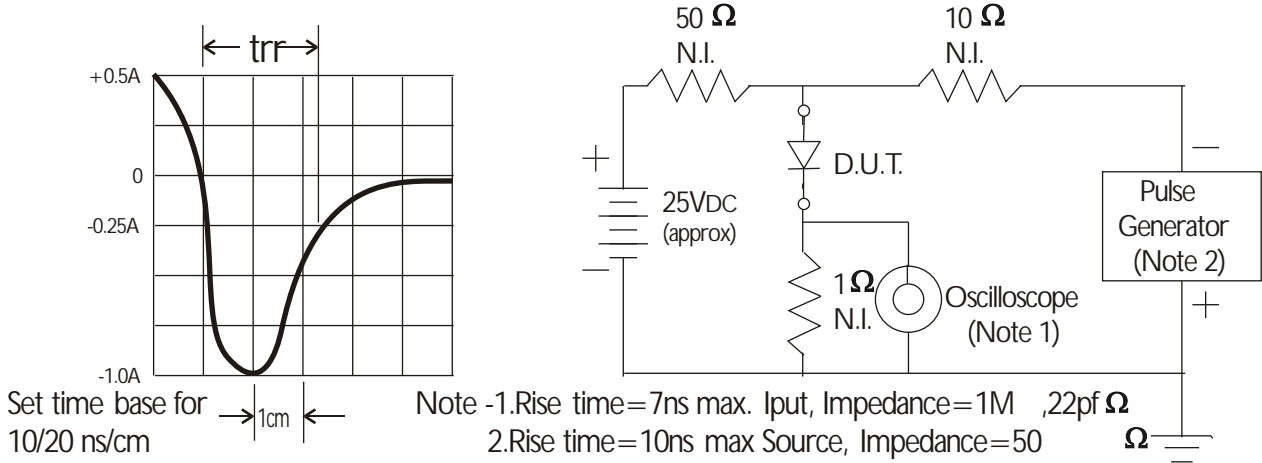 trr
+0.5A
0
-0.25A
-1.0A
1cm
Set time base for
10/20 ns/cm
50 Ω
N.I.
10 Ω
N.I.
+
D.U.T.
25VDC
(approx)
—
1Ω
N.I.
Oscilloscope
(Note 1)
—
Pulse
Generator
(Note 2)
+
Note -1.Rise time=7ns max. Iput, Impedance=1M ,22pf Ω
2.Rise time=10ns max Source, Impedance=50 Ω